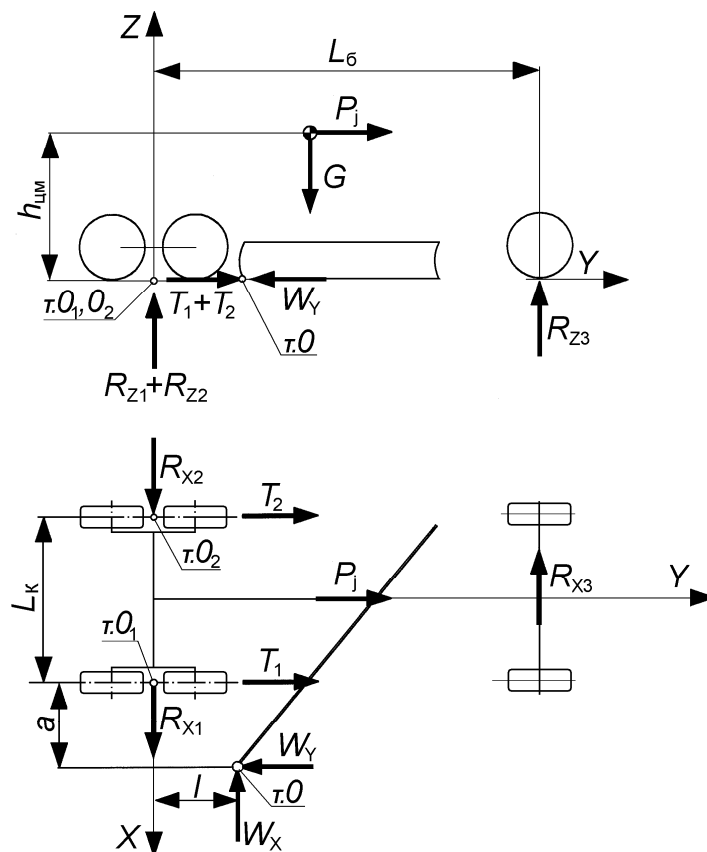 Z
Lб
Pj
hцм
G
Y
т.O1,O2
T1+T2
WY
т.O
RZ3
RZ1+RZ2
RX2
T2
т.O2
Lк
Pj
RX3
Y
т.O1
T1
RX1
a
WY
l
т.O
X
WX